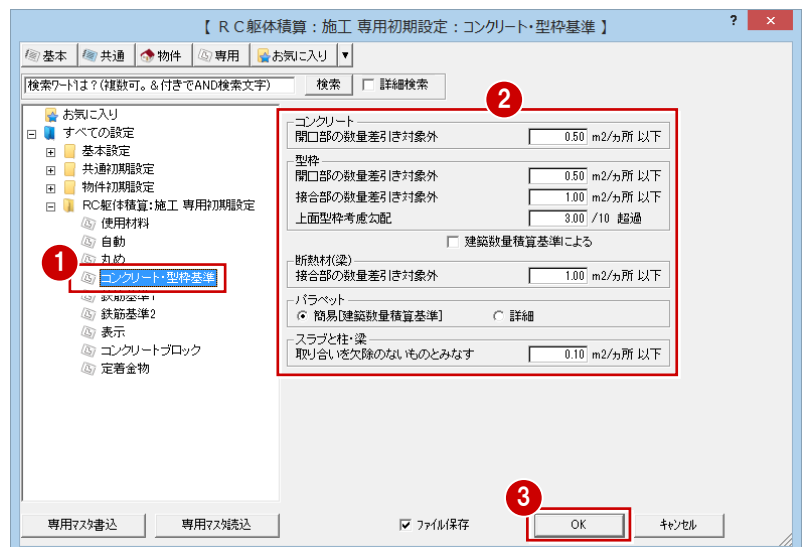 【 ＲＣ躯体積算：施工 専用初期設定：コンクリート・型枠基準 】 ? ×
基本 共通 物件 専用 お気に入り ▼
検索ワードは？(複数可。＆付きでAND検索文字) 検索 詳細検索
お気に入り
すべての設定
基本設定
共通初期設定
物件初期設定
RC躯体積算:施工 専用初期設定
使用材料
自動
丸め
1
コンクリート・型枠基準
鉄筋基準1
鉄筋基準2
表示
コンクリートブロック
定着金物
2
コンクリート
開口部の数量差引き対象外 0.50 m2/ヵ所 以下
型枠
開口部の数量差引き対象外 0.50 m2/ヵ所 以下
接合部の数量差引き対象外 1.00 m2/ヵ所 以下
上面型枠考慮勾配 3.00 /10 超過
建築数量積算基準による
断熱材(梁)
接合部の数量差引き対象外 1.00 m2/ヵ所 以下
パラペット
簡易[建築数量積算基準] 詳細
スラブと柱・梁
取り合いを欠除のないものとみなす 0.10 m2/ヵ所 以下
3
専用マスタ書込 専用マスタ読込 ファイル保存 OK キャンセル